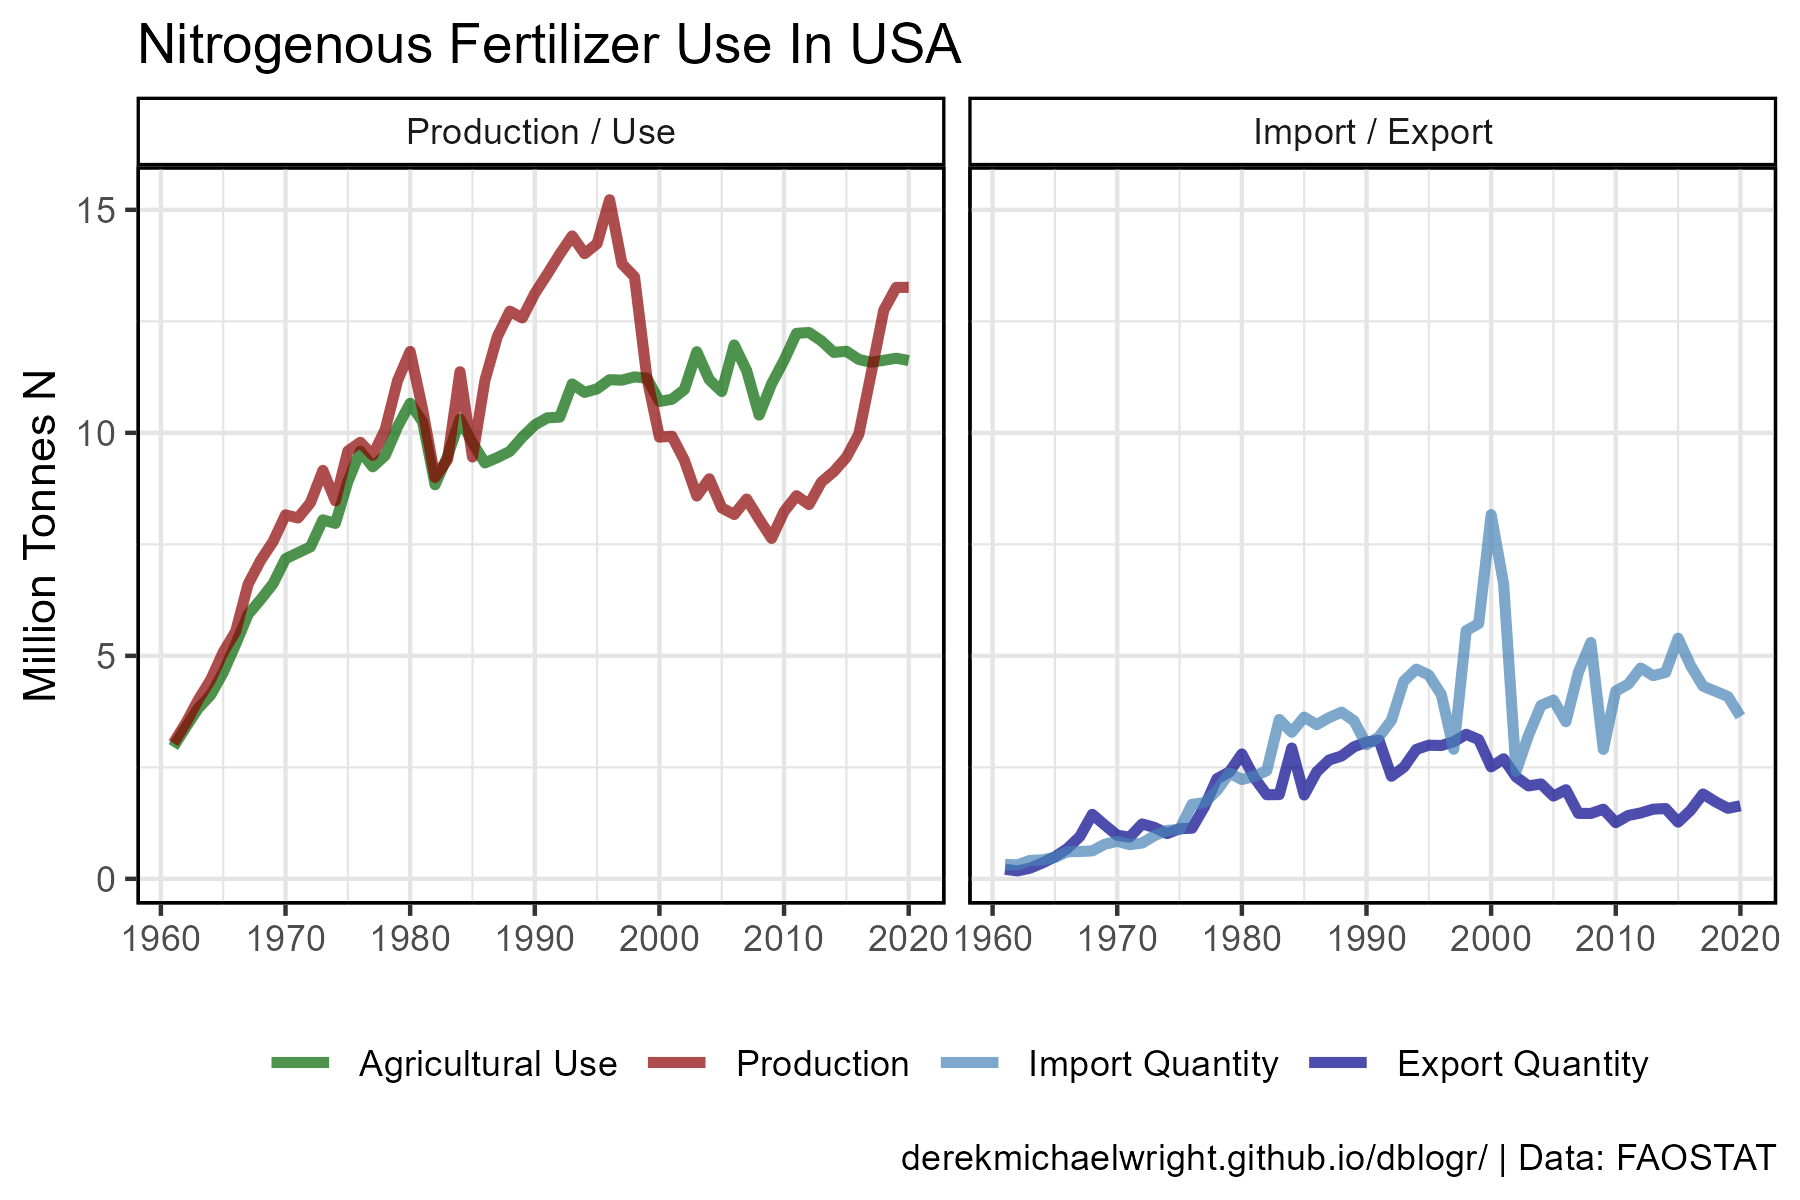 Nitrogenous Fertilizer Use In USA
Production / Use
Import / Export
Million Tonnes N
15
10
5
0
1960 1970 1980 1990 2000 2010 2020
1960 1970 1980 1990 2000 2010 2020
Agricultural Use Production Import Quantity Export Quantity
derekmichaelwright.github.io/dblogr/ | Data: FAOSTAT